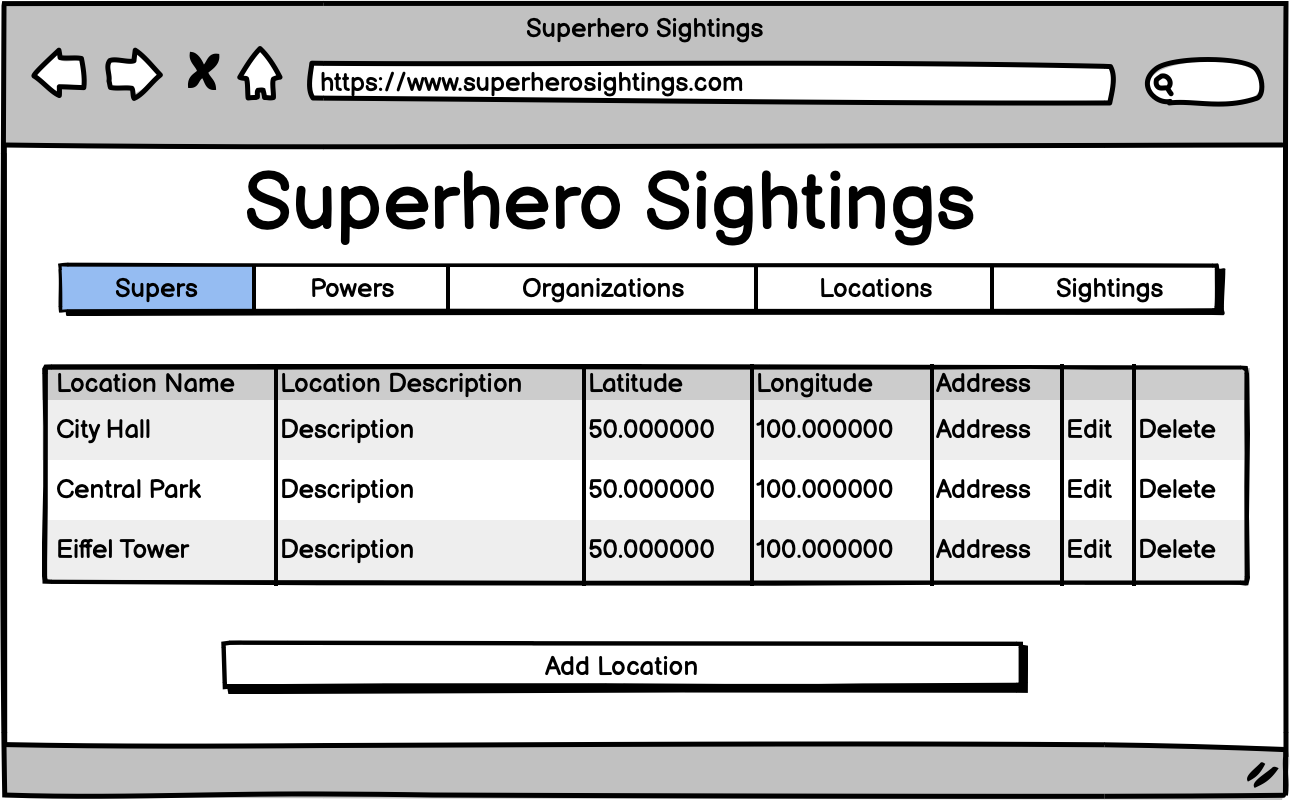 Superhero Sightings
https://www.superherosightings.com
Superhero Sightings
Supers Powers Organizations Locations Sightings
Location Name Location Description Latitude Longitude Address
City Hall Description 50.000000 100.000000 Address Edit Delete
Central Park Description 50.000000 100.000000 Address Edit Delete
Eiffel Tower Description 50.000000 100.000000 Address Edit Delete
Add Location